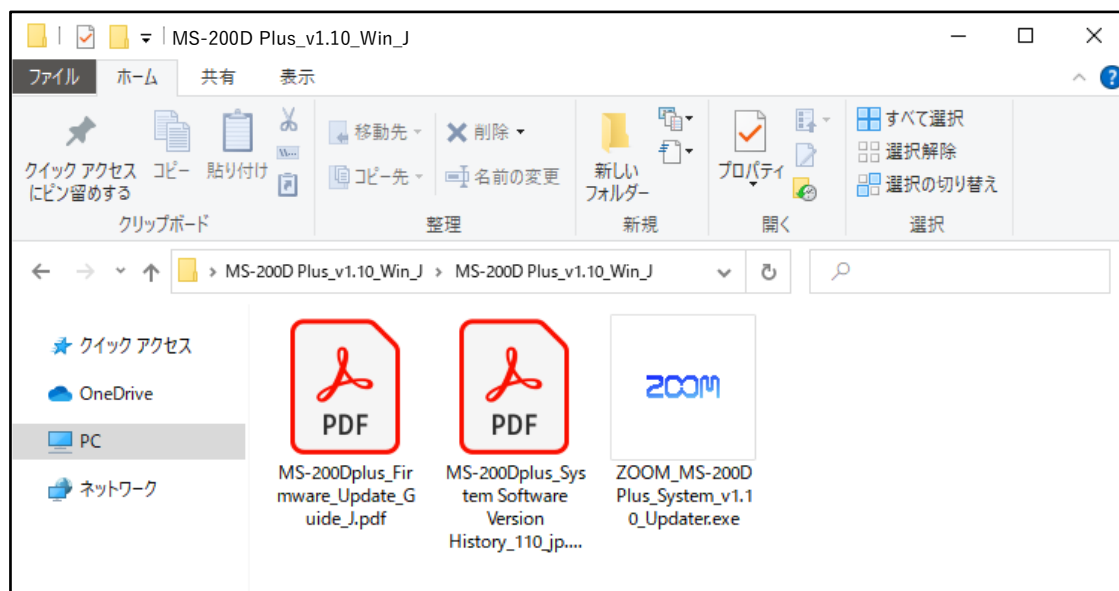 MS-200D Plus_v1.10_Win_J
ファイル ホーム 共有 表示
クイック アクセス
にピン留めする
コピー
貼り付け
クリップボード
移動先
コピー先
削除
名前の変更
整理
新しい
フォルダー
新規
プロパティ
開く
すべて選択
選択解除
選択の切り替え
選択
MS-200D Plus_v1.10_Win_J MS-200D Plus_v1.10_Win_J
クイック アクセス
OneDrive
PC
ネットワーク
PDF
MS-200Dplus_Fir
mware_Update_G
uide_J.pdf
PDF
MS-200Dplus_Sys
tem Software
Version
History_110_jp....
ZOOM
ZOOM_MS-200D
Plus_System_v1.1
0_Updater.exe